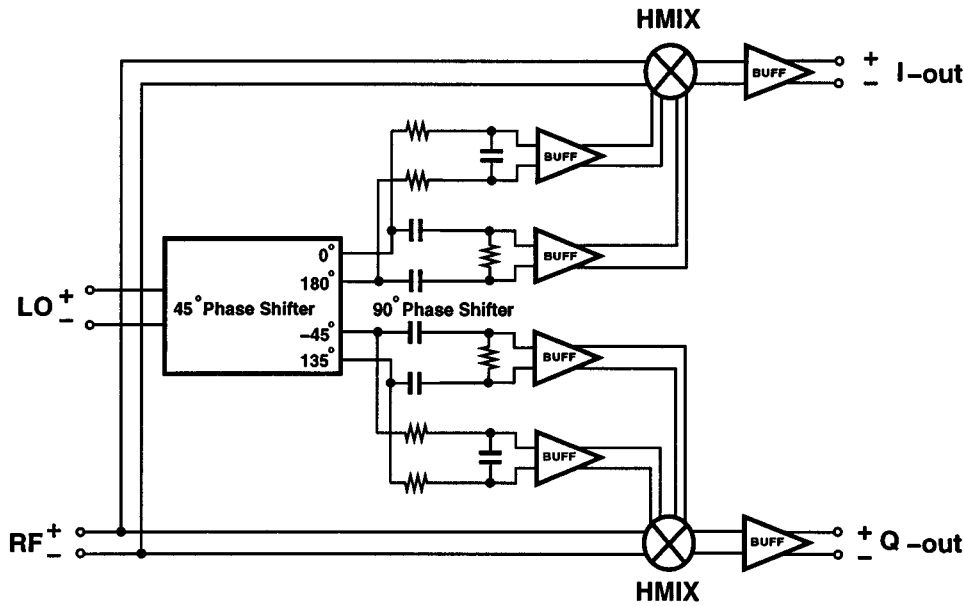 HMIX
BUFF
+
−
I-out
BUFF
BUFF
0°
180°
LO + −
45° Phase Shifter
90° Phase Shifter
−45°
135°
BUFF
BUFF
RF + −
BUFF
+
−
Q-out
HMIX